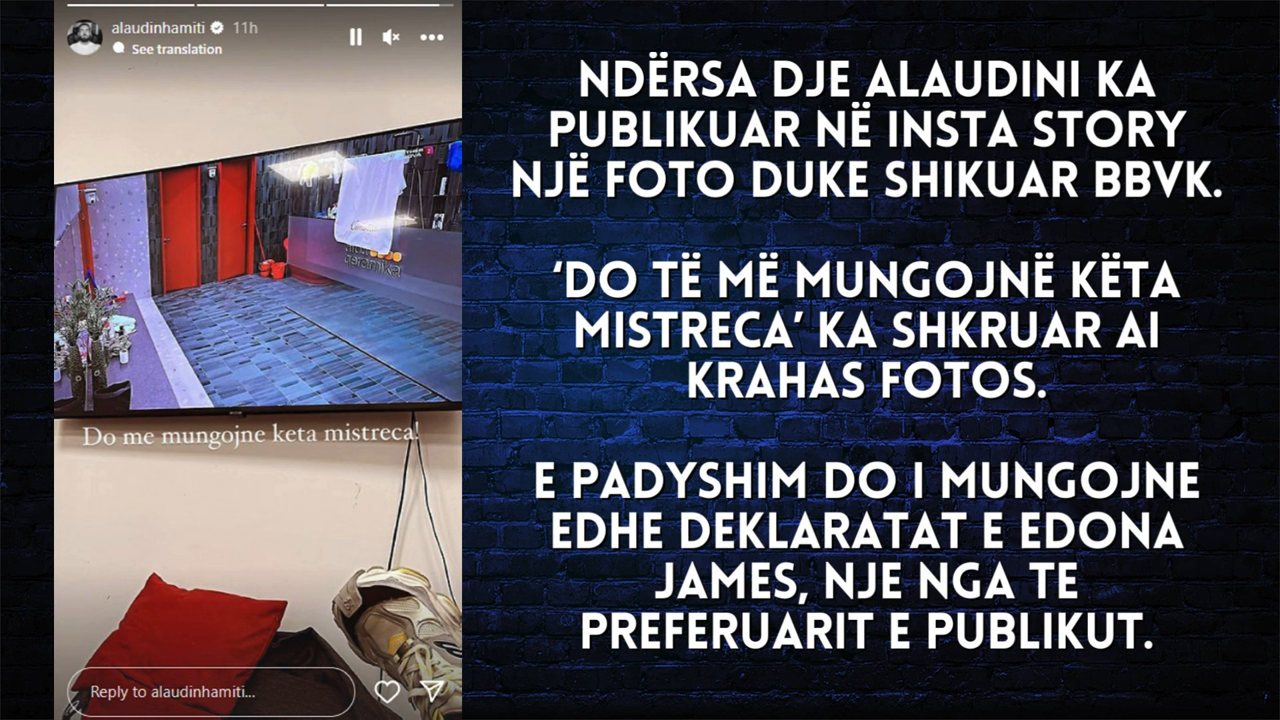 alaudinhamiti 11h
See translation
qeramika
Do me mungojne keta mistreca!
Reply to alaudinhamiti...
NDËRSA DJE ALAUDINI KA
PUBLIKUAR NË INSTA STORY
NJË FOTO DUKE SHIKUAR BBVK.
‘DO TË MË MUNGOJNË KËTA
MISTRECA’ KA SHKRUAR AI
KRAHAS FOTOS.
E PADYSHIM DO I MUNGOJNE
EDHE DEKLARATAT E EDONA
JAMES, NJE NGA TE
PREFERUARIT E PUBLIKUT.